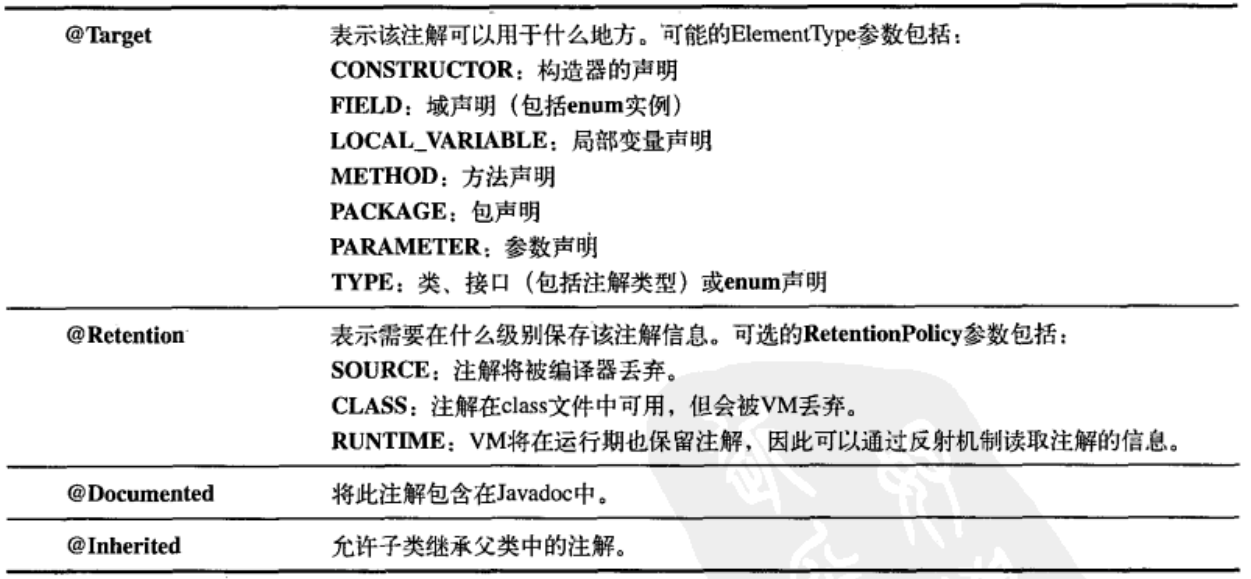 @Target 表示该注解可以用于什么地方。可能的ElementType参数包括：
CONSTRUCTOR：构造器的声明
FIELD：域声明（包括enum实例）
LOCAL_VARIABLE：局部变量声明
METHOD：方法声明
PACKAGE：包声明
PARAMETER：参数声明
TYPE：类、接口（包括注解类型）或enum声明
@Retention 表示需要在什么级别保存该注解信息。可选的RetentionPolicy参数包括：
SOURCE：注解将被编译器丢弃。
CLASS：注解在class文件中可用，但会被VM丢弃。
RUNTIME：VM将在运行期也保留注解，因此可以通过反射机制读取注解的信息。
@Documented 将此注解包含在Javadoc中。
@Inherited 允许子类继承父类中的注解。